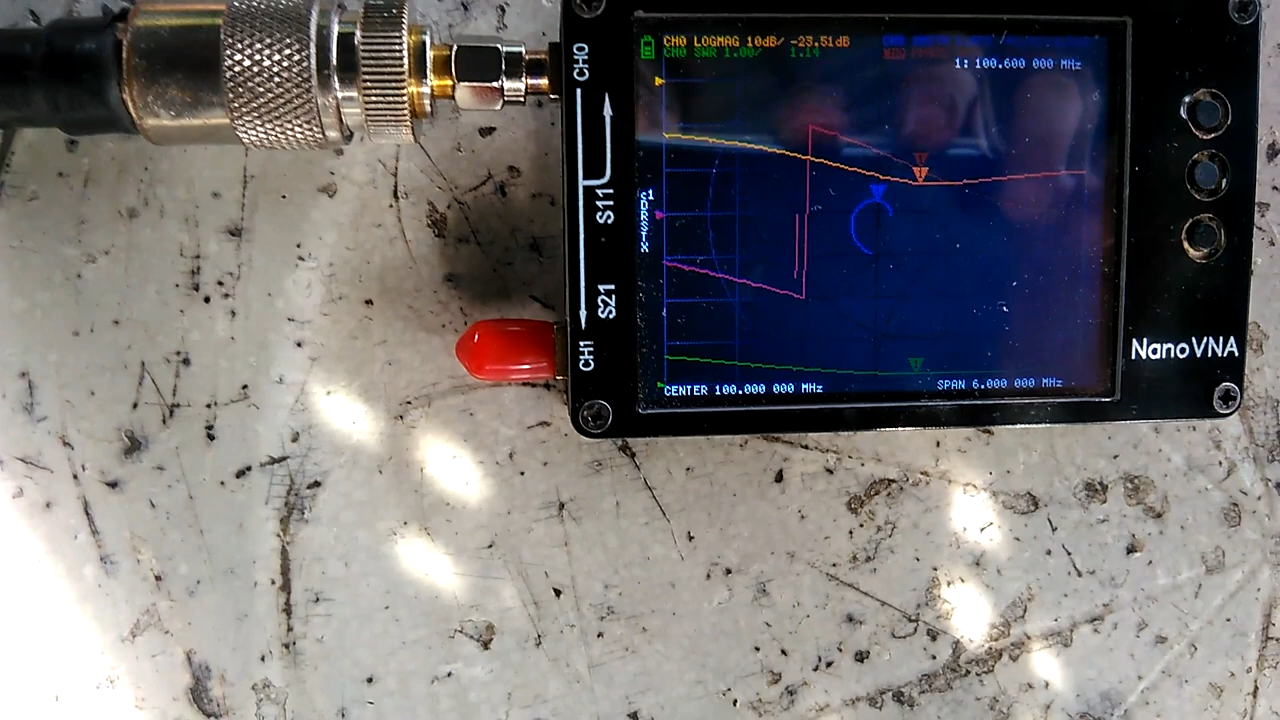 CH0 LOGMAG 10dB/ -23.51dB
CH0 SWR 1.00/ 1.14
1: 100.600 000 MHz
CENTER 100.000 000 MHz
SPAN 6.000 000 MHz
CH0
S11
S21
CH1
NanoVNA